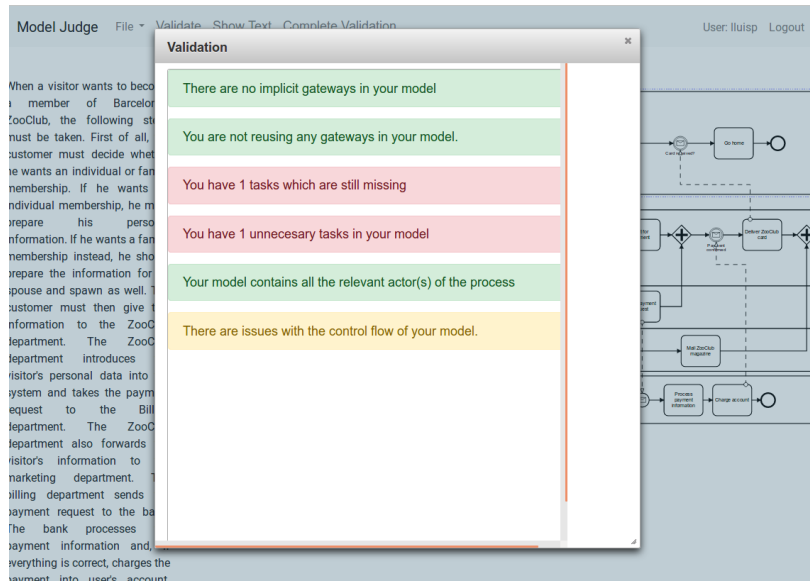 Model Judge File Validate Show Text Complete Validation User: lluisp Logout
Validation
There are no implicit gateways in your model
You are not reusing any gateways in your model.
You have 1 tasks which are still missing
You have 1 unnecesary tasks in your model
Your model contains all the relevant actor(s) of the process
There are issues with the control flow of your model.
When a visitor wants to beco
a member of Barcelon
ZooClub, the following ste
must be taken. First of all,
customer must decide whet
he wants an individual or fam
membership. If he wants
individual membership, he m
prepare his perso
information. If he wants a fam
membership instead, he sho
prepare the information for
spouse and spawn as well. T
customer must then give t
information to the ZooC
department. The ZooC
department introduces
visitor's personal data into
system and takes the paym
request to the Bill
department. The ZooC
department also forwards
visitor's information to
marketing department. T
billing department sends
payment request to the ba
The bank processes
payment information and,
everything is correct, charges the
payment into user's account.
Go home
Deliver ZooClub
card
Mail ZooClub
magazine
Process
payment
information
Charge account